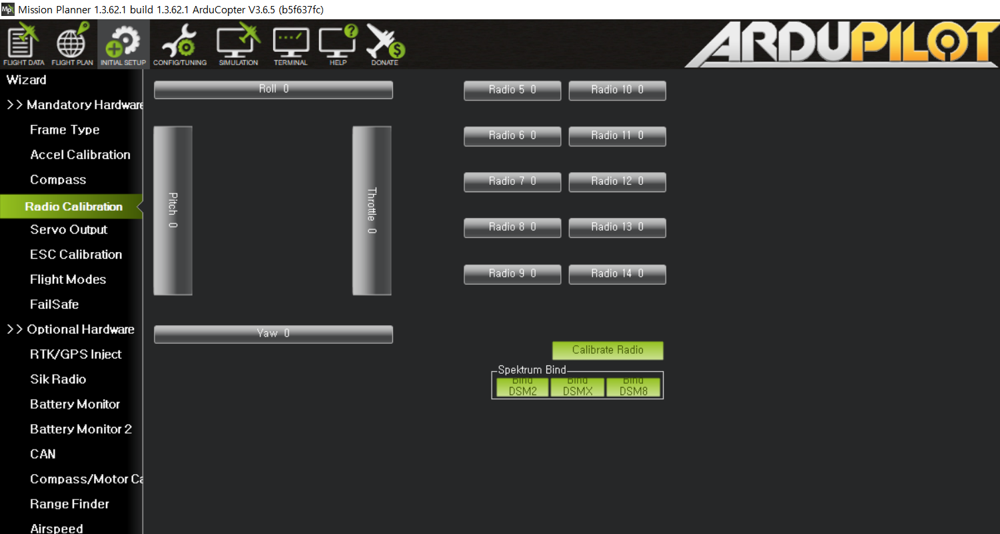 Mission Planner 1.3.62.1 build 1.3.62.1 ArduCopter V3.6.5 (b5f637fc)
FLIGHT DATA
FLIGHT PLAN
INITIAL SETUP
CONFIG/TUNING
SIMULATION
TERMINAL
HELP
DONATE
ARDUPILOT
Wizard
>> Mandatory Hardware
Frame Type
Accel Calibration
Compass
Radio Calibration
Servo Output
ESC Calibration
Flight Modes
FailSafe
>> Optional Hardware
RTK/GPS Inject
Sik Radio
Battery Monitor
Battery Monitor 2
CAN
Compass/Motor Ca
Range Finder
Airspeed
Roll 0
Pitch 0
Throttle 0
Yaw 0
Radio 5 0
Radio 10 0
Radio 6 0
Radio 11 0
Radio 7 0
Radio 12 0
Radio 8 0
Radio 13 0
Radio 9 0
Radio 14 0
Calibrate Radio
Spektrum Bind
Bind
DSM2
Bind
DSMX
Bind
DSM8